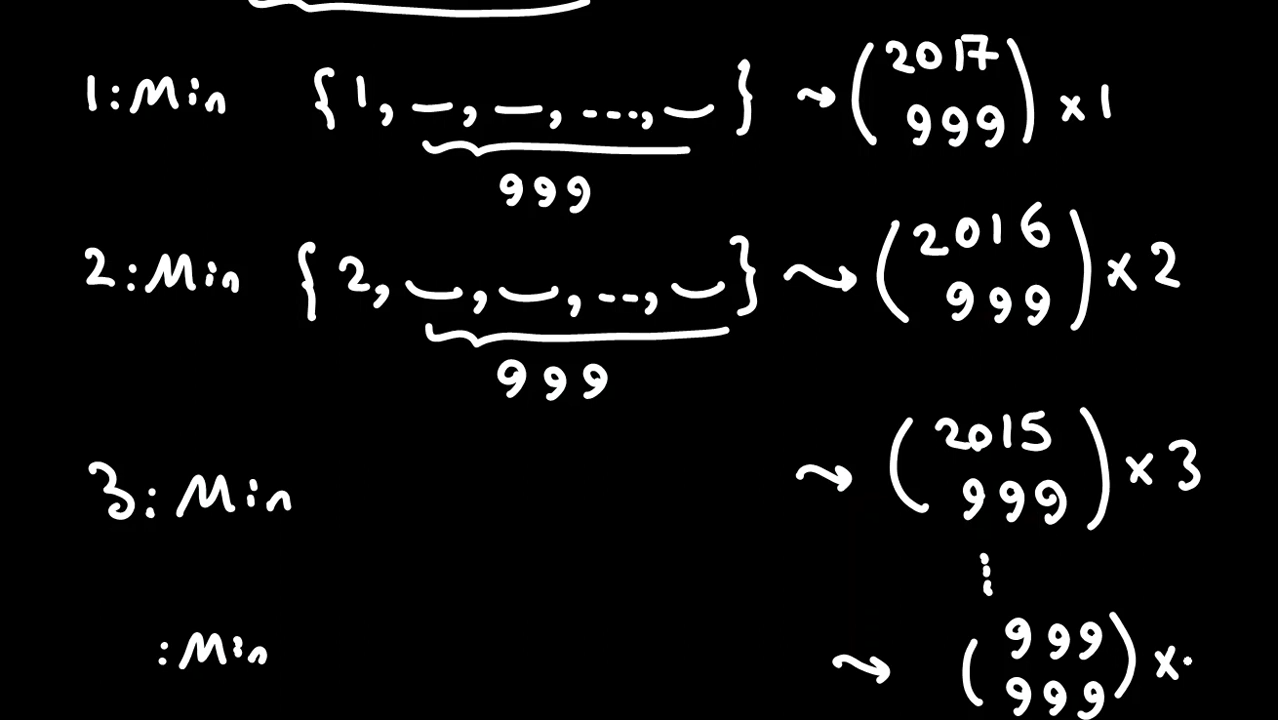 1:Min {1, _, _, ..., _} ⇝ (2017 999) × 1
999
2:Min {2, _, _, ..., _} ⇝ (2016 999) × 2
999
3: Min ⇝ (2015 999) × 3
⋮
:Min ⇝ (999 999) ×.